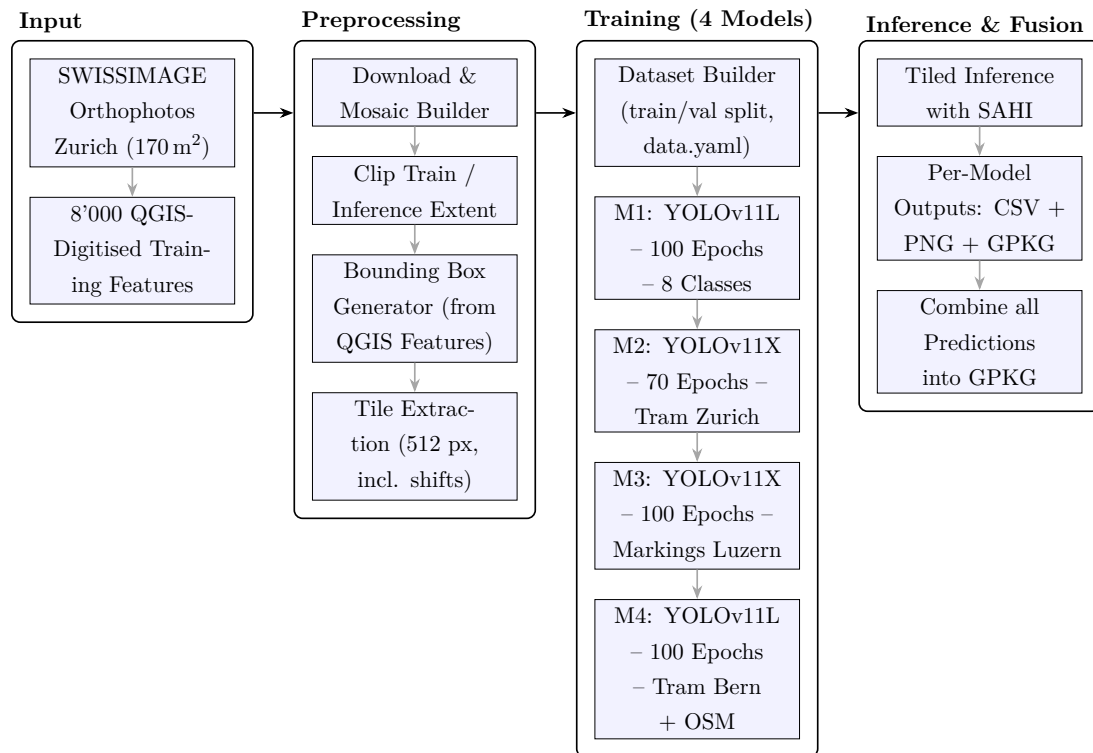 Input
SWISSIMAGE
Orthophotos
Zurich (170 m²)
8'000 QGIS-
Digitised Train-
ing Features
Preprocessing
Download &
Mosaic Builder
Clip Train /
Inference Extent
Bounding Box
Generator (from
QGIS Features)
Tile Extrac-
tion (512 px,
incl. shifts)
Training (4 Models)
Dataset Builder
(train/val split,
data.yaml)
M1: YOLOv11L
– 100 Epochs
– 8 Classes
M2: YOLOv11X
– 70 Epochs –
Tram Zurich
M3: YOLOv11X
– 100 Epochs –
Markings Luzern
M4: YOLOv11L
– 100 Epochs
– Tram Bern
+ OSM
Inference & Fusion
Tiled Inference
with SAHI
Per-Model
Outputs: CSV +
PNG + GPKG
Combine all
Predictions
into GPKG